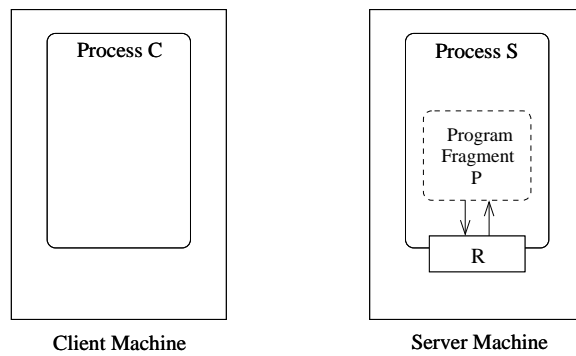 Process C
Process S
Program
Fragment
P
R
Client Machine
Server Machine